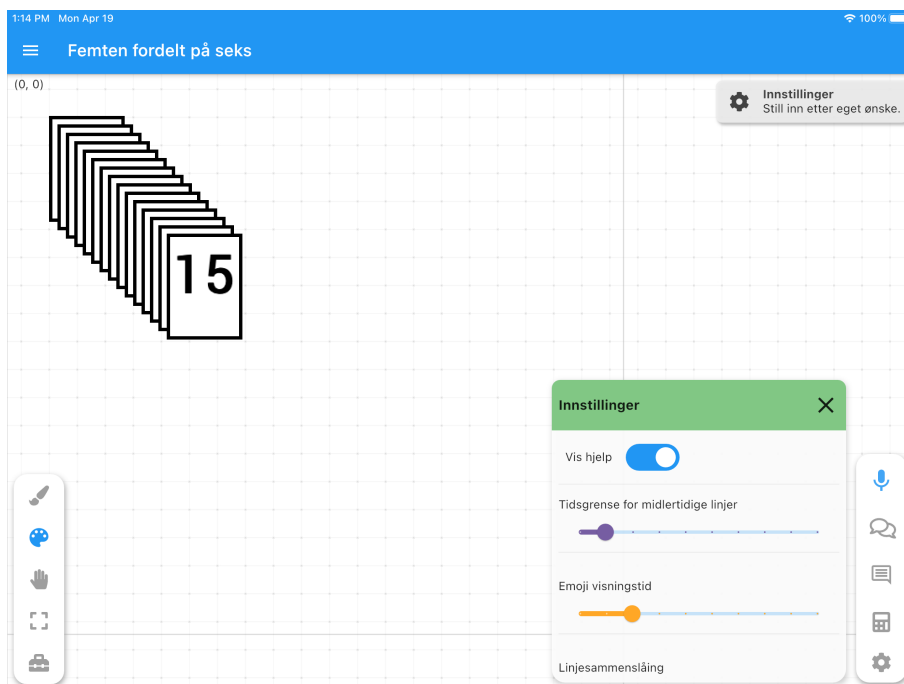 1:14 PM Mon Apr 19
100%
Femten fordelt på seks
(0, 0)
Innstillinger
Still inn etter eget ønske.
15
Innstillinger
Vis hjelp
Tidsgrense for midlertidige linjer
Emoji visningstid
Linjesammenslåing